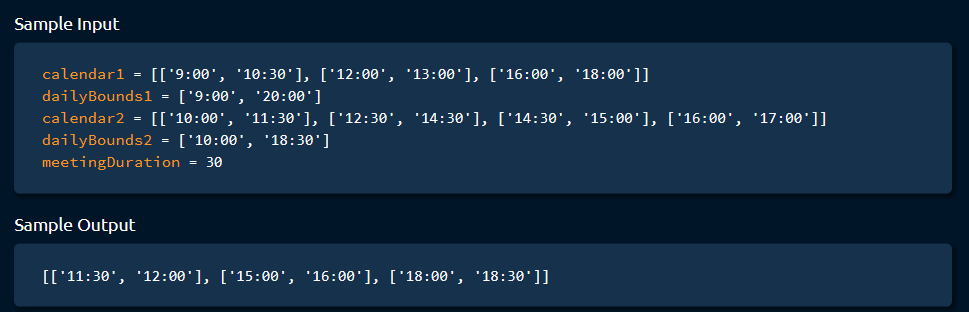 Sample Input
calendar1 = [['9:00', '10:30'], ['12:00', '13:00'], ['16:00', '18:00']]
dailyBounds1 = ['9:00', '20:00']
calendar2 = [['10:00', '11:30'], ['12:30', '14:30'], ['14:30', '15:00'], ['16:00', '17:00']]
dailyBounds2 = ['10:00', '18:30']
meetingDuration = 30
Sample Output
[['11:30', '12:00'], ['15:00', '16:00'], ['18:00', '18:30']]